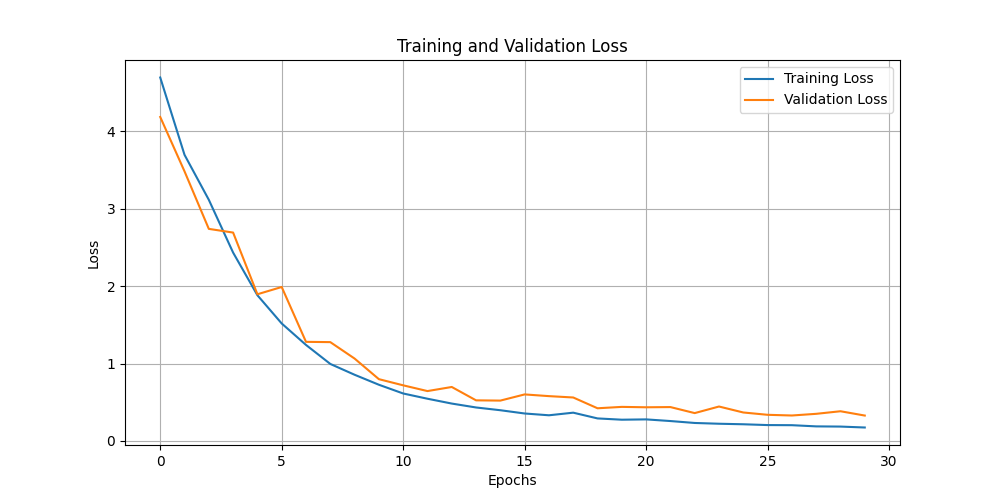 Training and Validation Loss
Training Loss
Validation Loss
4
3
2
1
0
Loss
0 5 10 15 20 25 30
Epochs